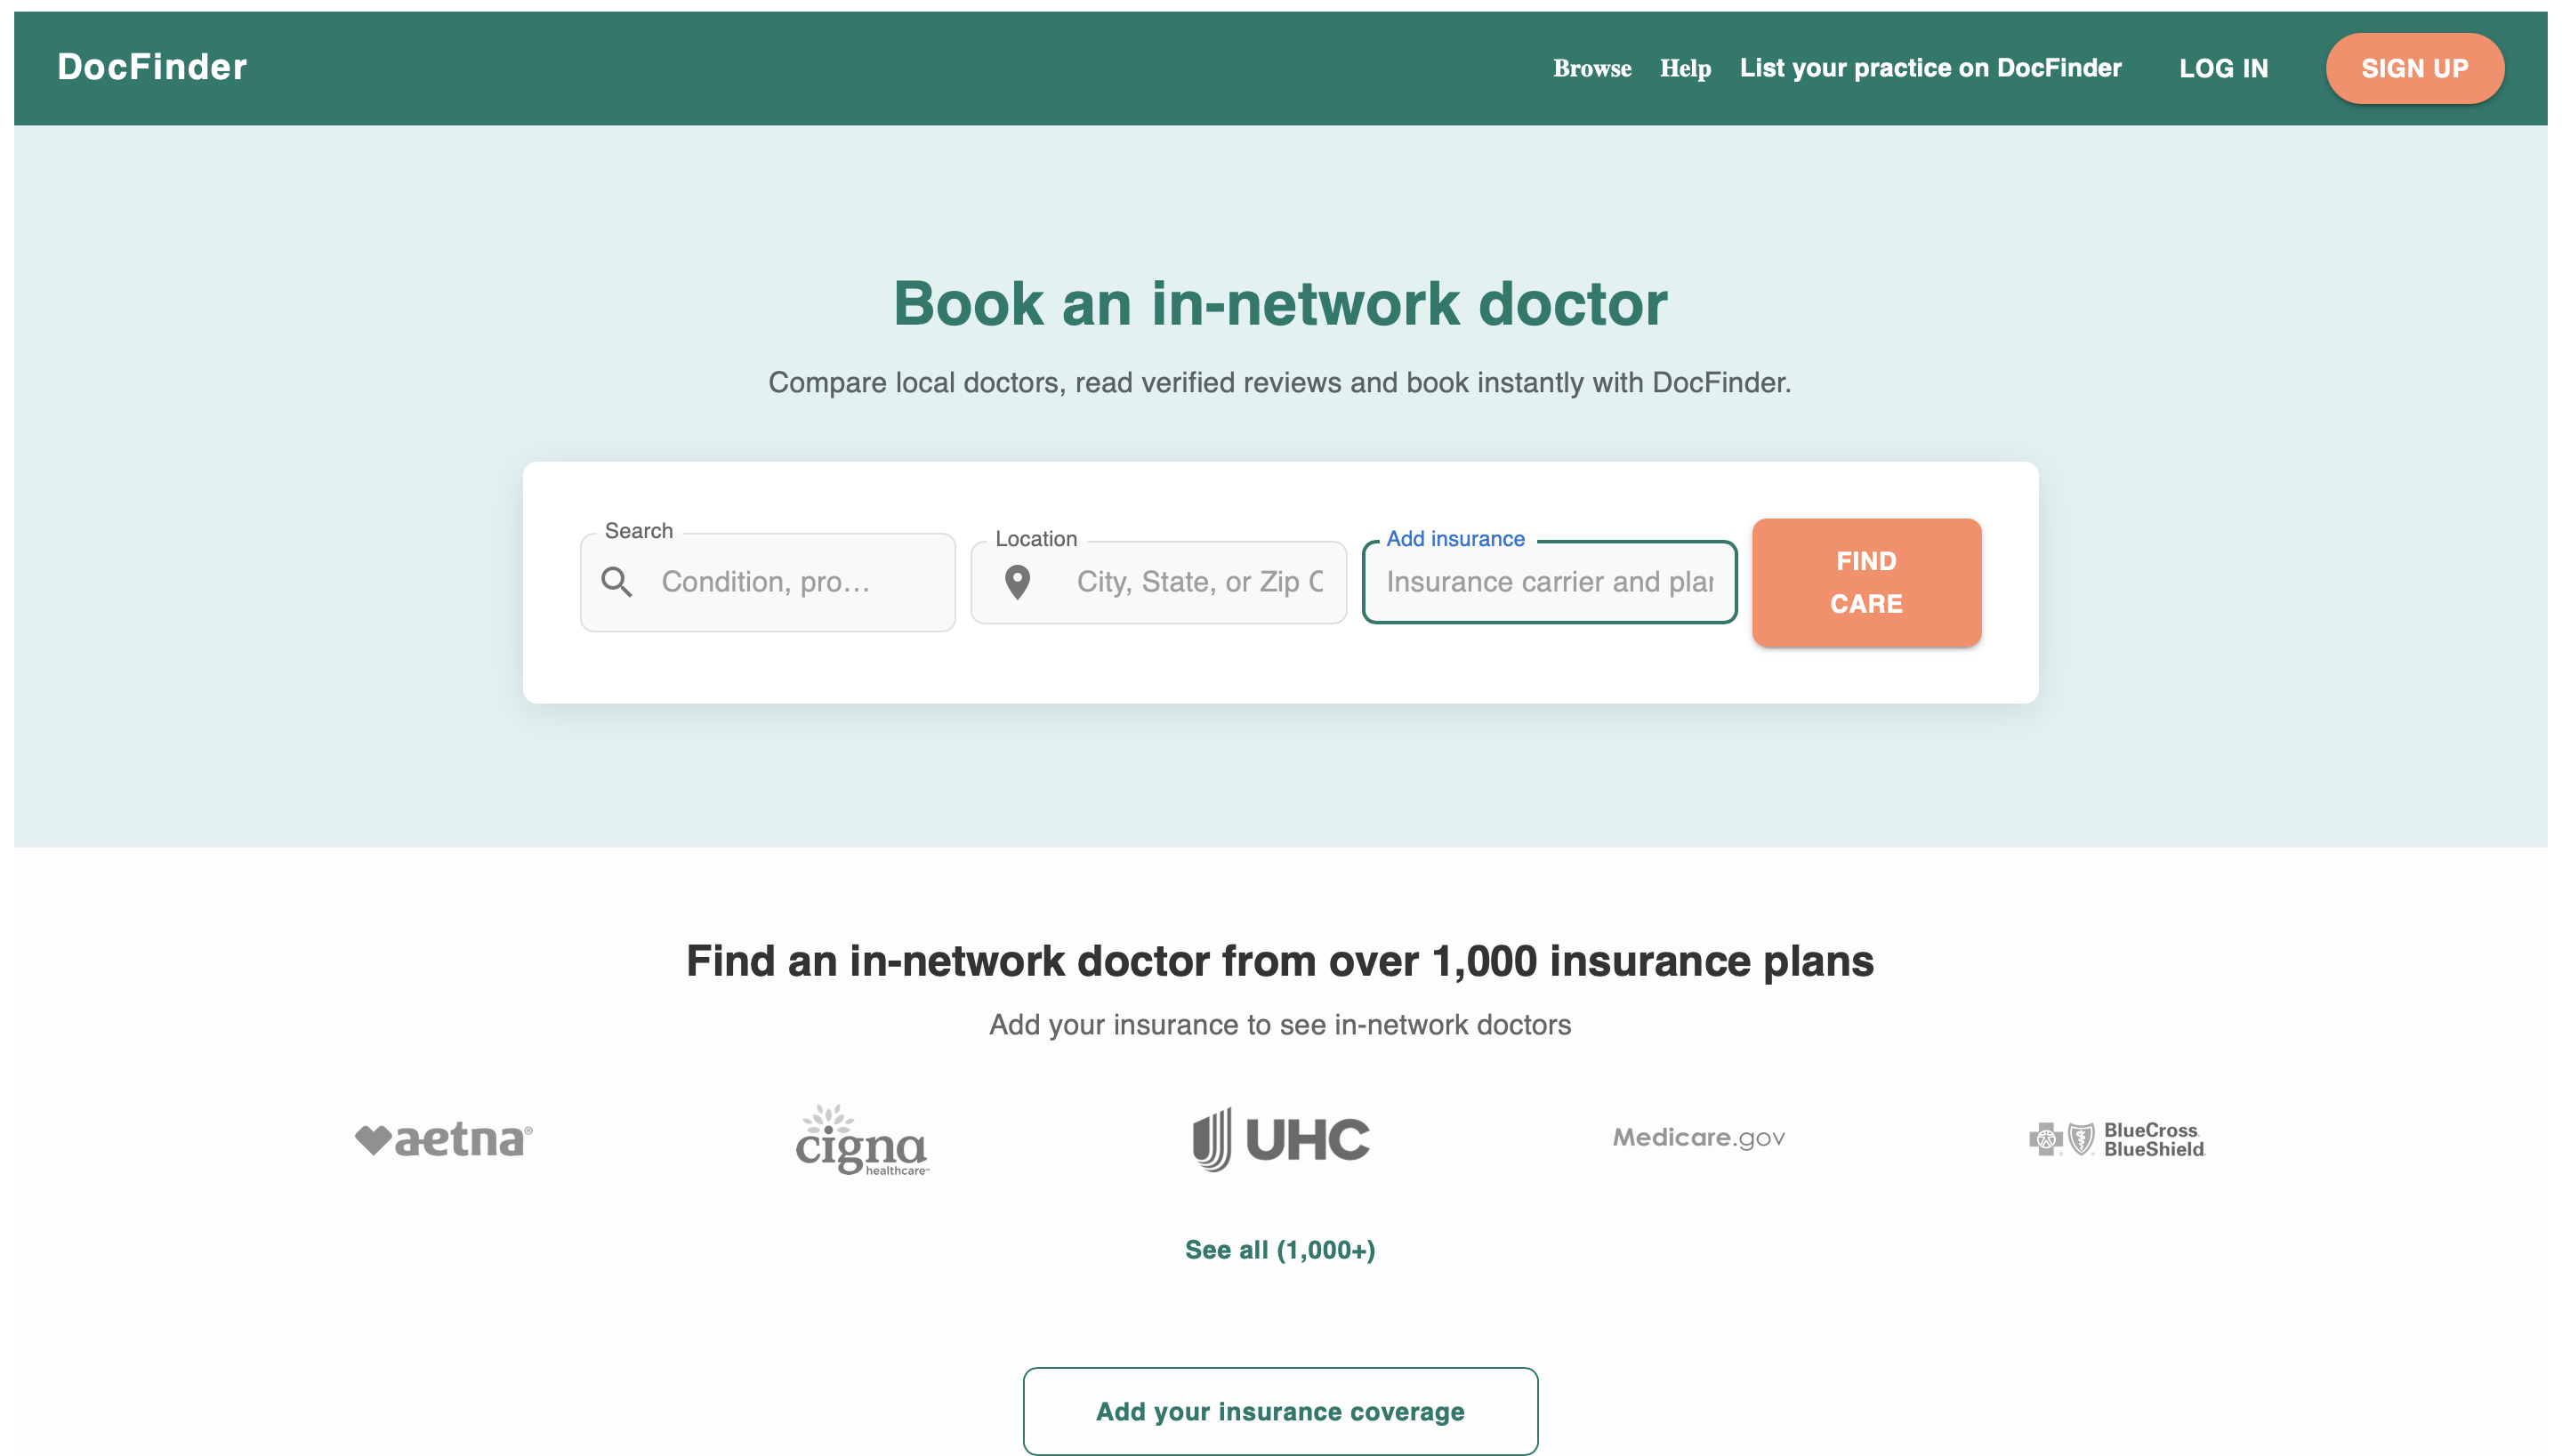 DocFinder
Browse Help List your practice on DocFinder LOG IN SIGN UP
Book an in-network doctor
Compare local doctors, read verified reviews and book instantly with DocFinder.
Search Location Add insurance
Condition, pro… City, State, or Zip C Insurance carrier and plan FIND
CARE
Find an in-network doctor from over 1,000 insurance plans
Add your insurance to see in-network doctors
aetna®
cigna
healthcare
UHC
Medicare.gov
BlueCross
BlueShield
See all (1,000+)
Add your insurance coverage